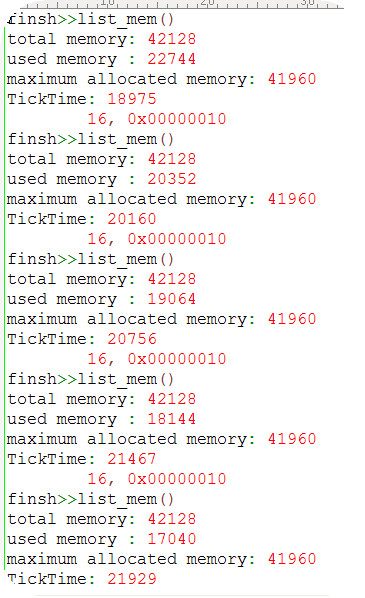 finsh>>list_mem()
total memory: 42128
used memory : 22744
maximum allocated memory: 41960
TickTime: 18975
        16, 0x00000010
finsh>>list_mem()
total memory: 42128
used memory : 20352
maximum allocated memory: 41960
TickTime: 20160
        16, 0x00000010
finsh>>list_mem()
total memory: 42128
used memory : 19064
maximum allocated memory: 41960
TickTime: 20756
        16, 0x00000010
finsh>>list_mem()
total memory: 42128
used memory : 18144
maximum allocated memory: 41960
TickTime: 21467
        16, 0x00000010
finsh>>list_mem()
total memory: 42128
used memory : 17040
maximum allocated memory: 41960
TickTime: 21929